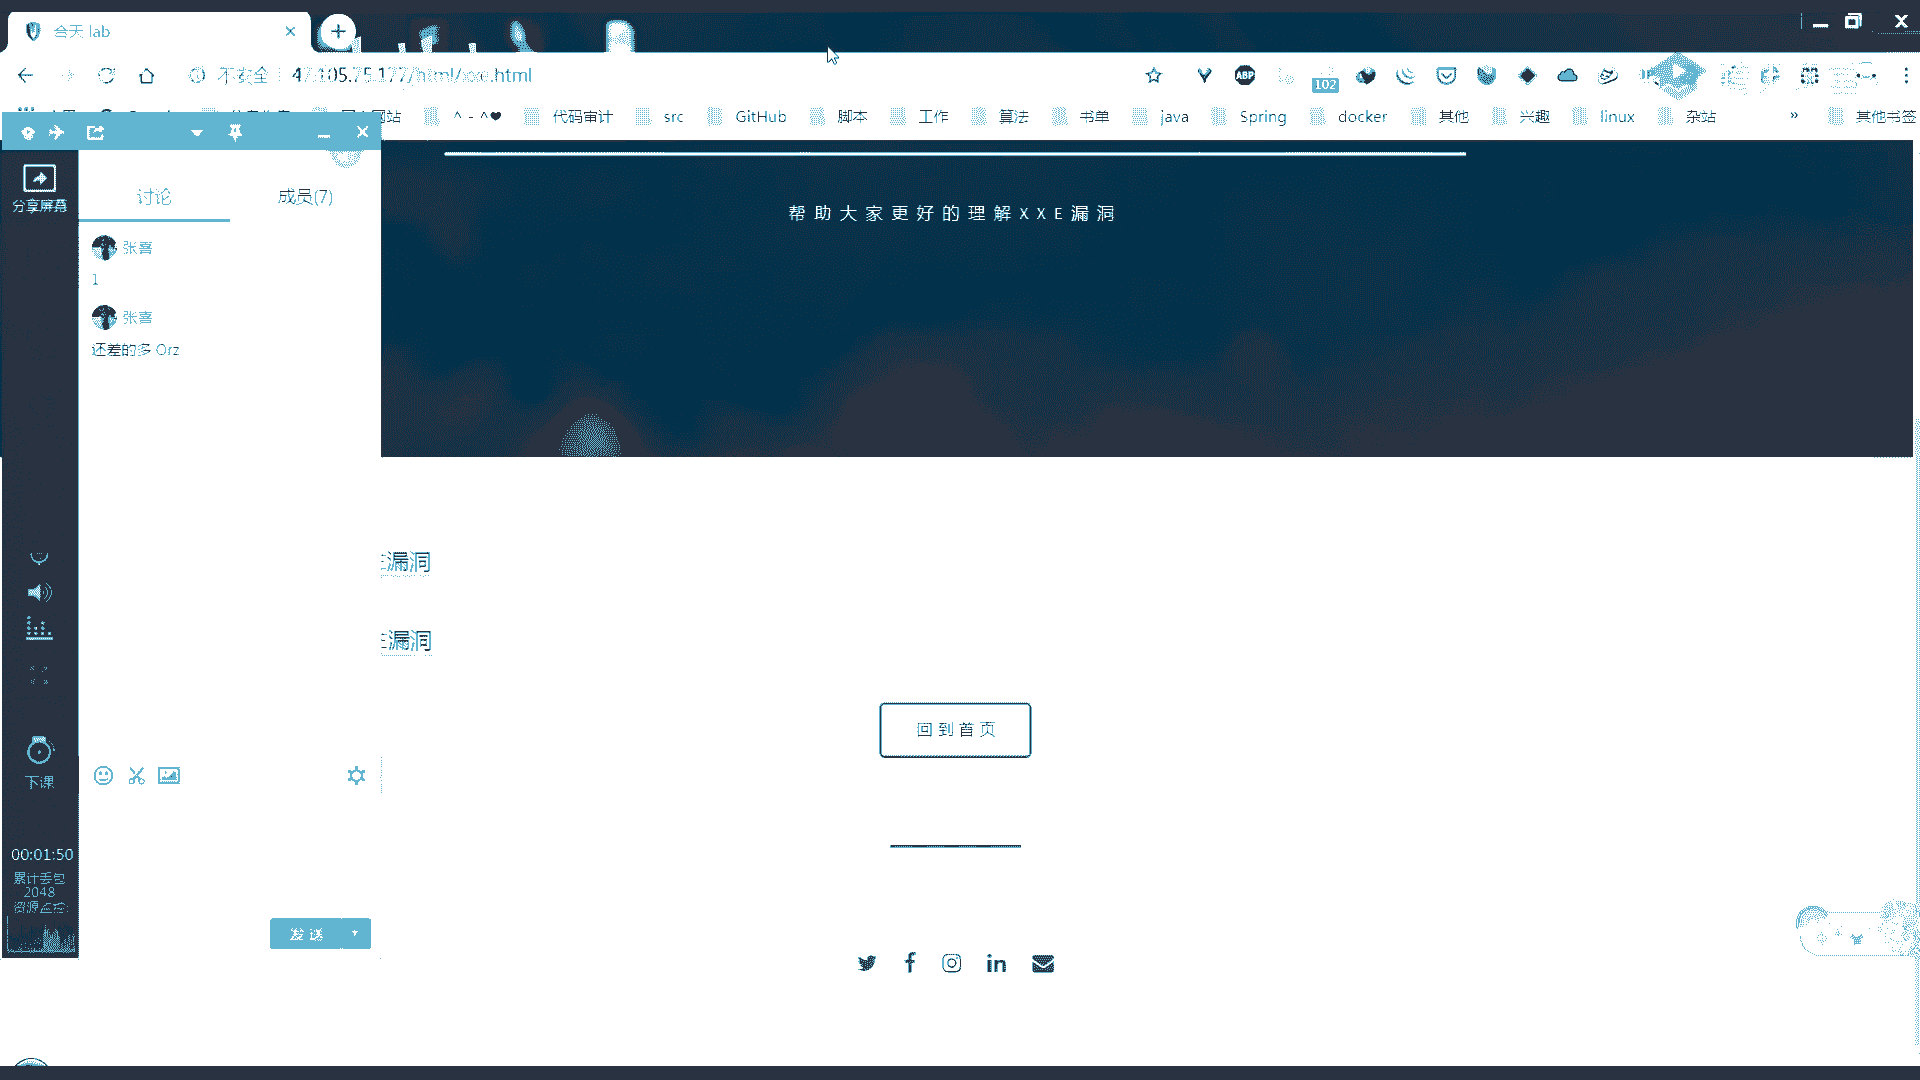 合天 lab
不安全
47.105.75.177/html/xxe.html
102
^ - ^❤
代码审计
src
GitHub
脚本
工作
算法
书单
java
Spring
docker
其他
兴趣
linux
杂站
»
其他书签
分享屏幕
讨论
成员(7)
张喜
1
张喜
还差的多 Orz
帮助大家更好的理解XXE漏洞
漏洞
漏洞
回到首页
下课
00:01:50
累计丢包
2048
发送